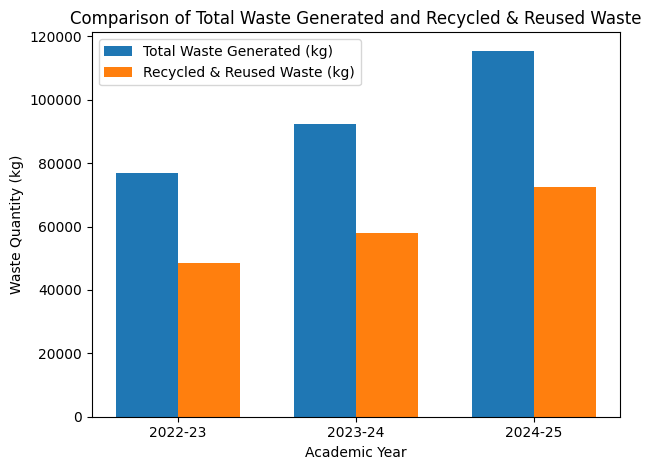 Comparison of Total Waste Generated and Recycled & Reused Waste
120000
Total Waste Generated (kg)
Recycled & Reused Waste (kg)
100000
80000
60000
40000
20000
0
Waste Quantity (kg)
2022-23
2023-24
2024-25
Academic Year